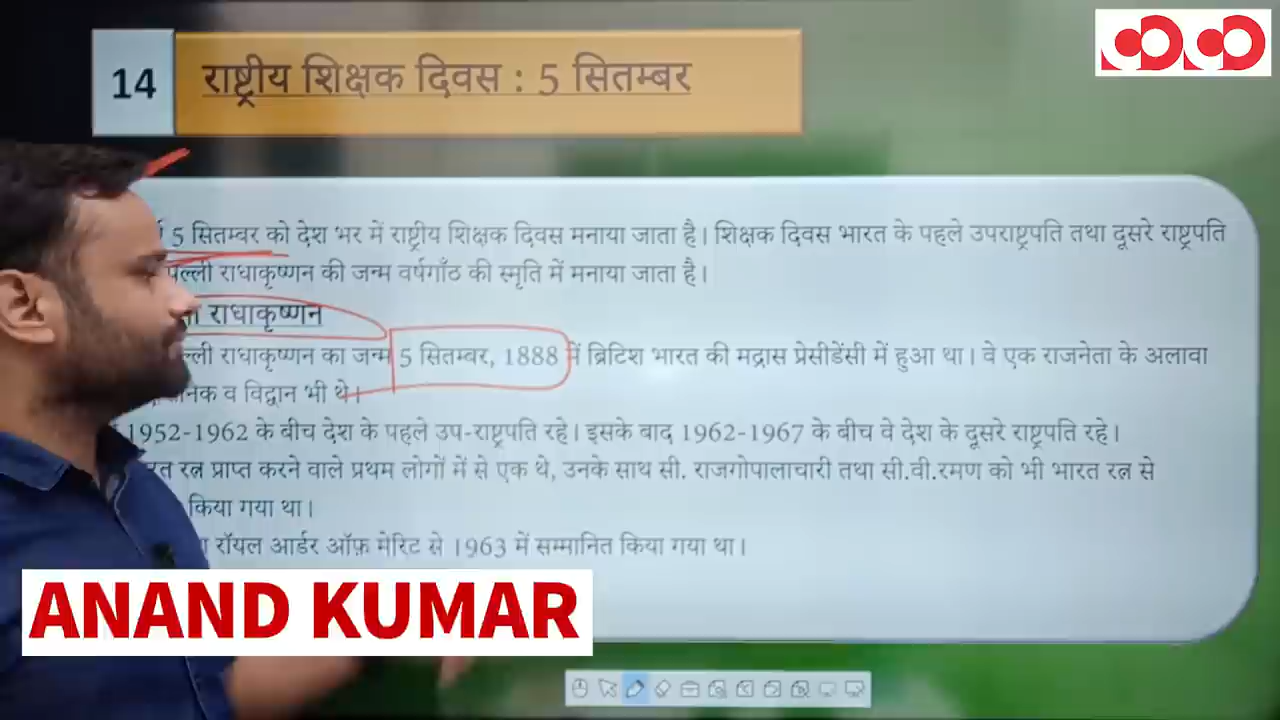 14
राष्ट्रीय शिक्षक दिवस : 5 सितम्बर
5 सितम्बर को देश भर में राष्ट्रीय शिक्षक दिवस मनाया जाता है। शिक्षक दिवस भारत के पहले उपराष्ट्रपति तथा दूसरे राष्ट्रपति
राधाकृष्णन की जन्म वर्षगाँठ की स्मृति में मनाया जाता है।
राधाकृष्णन
राधाकृष्णन का जन्म 5 सितम्बर, 1888 में ब्रिटिश भारत की मद्रास प्रेसीडेंसी में हुआ था। वे एक राजनेता के अलावा
व विद्वान भी थे।
1952-1962 के बीच देश के पहले उप-राष्ट्रपति रहे। इसके बाद 1962-1967 के बीच वे देश के दूसरे राष्ट्रपति रहे।
रत्न प्राप्त करने वाले प्रथम लोगों में से एक थे, उनके साथ सी. राजगोपालाचारी तथा सी.वी.रमण को भी भारत रत्न से
किया गया था।
रॉयल आर्डर ऑफ़ मेरिट से 1963 में सम्मानित किया गया था।
ANAND KUMAR